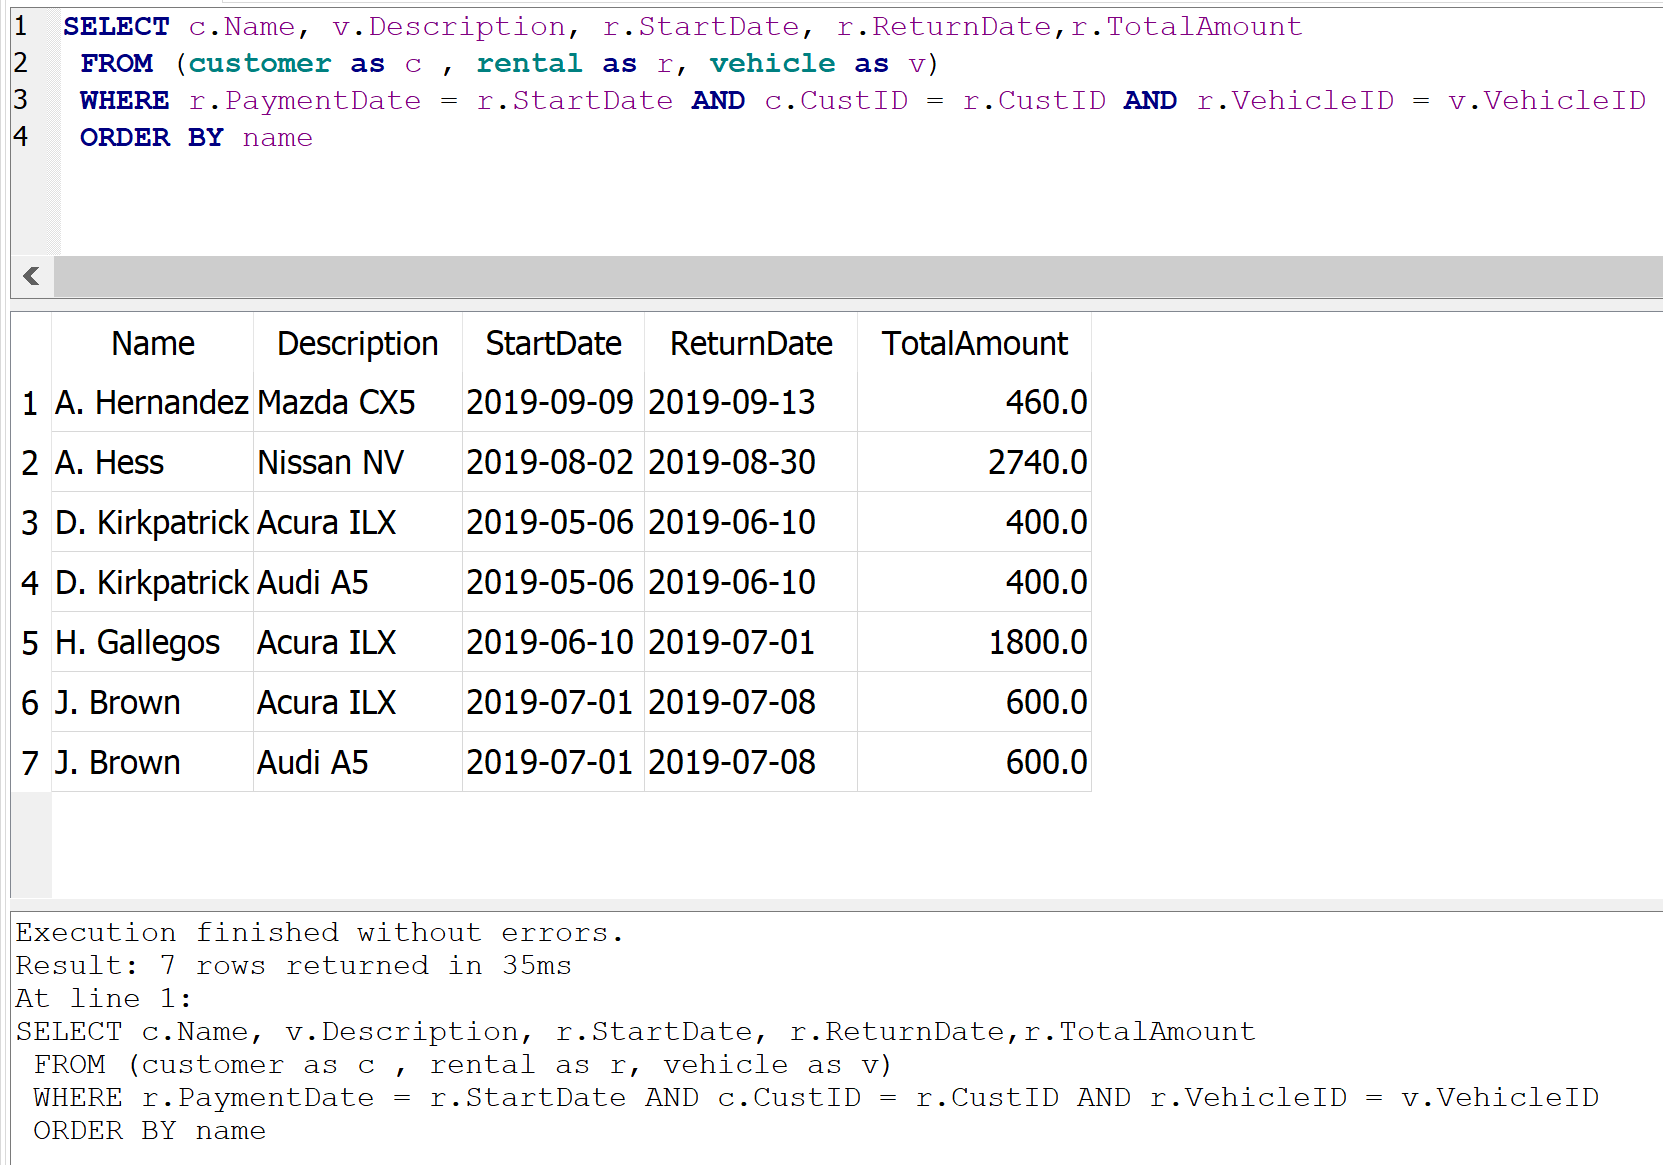 1 SELECT c.Name, v.Description, r.StartDate, r.ReturnDate,r.TotalAmount
2 FROM (customer as c , rental as r, vehicle as v)
3 WHERE r.PaymentDate = r.StartDate AND c.CustID = r.CustID AND r.VehicleID = v.VehicleID
4 ORDER BY name
Name Description StartDate ReturnDate TotalAmount
1 A. Hernandez Mazda CX5 2019-09-09 2019-09-13 460.0
2 A. Hess Nissan NV 2019-08-02 2019-08-30 2740.0
3 D. Kirkpatrick Acura ILX 2019-05-06 2019-06-10 400.0
4 D. Kirkpatrick Audi A5 2019-05-06 2019-06-10 400.0
5 H. Gallegos Acura ILX 2019-06-10 2019-07-01 1800.0
6 J. Brown Acura ILX 2019-07-01 2019-07-08 600.0
7 J. Brown Audi A5 2019-07-01 2019-07-08 600.0
Execution finished without errors.
Result: 7 rows returned in 35ms
At line 1:
SELECT c.Name, v.Description, r.StartDate, r.ReturnDate,r.TotalAmount
FROM (customer as c , rental as r, vehicle as v)
WHERE r.PaymentDate = r.StartDate AND c.CustID = r.CustID AND r.VehicleID = v.VehicleID
ORDER BY name